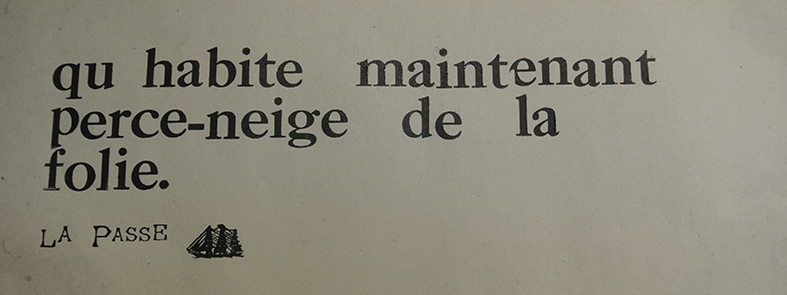 qu habite maintenant
perce-neige de la
folie.
LA PASSE